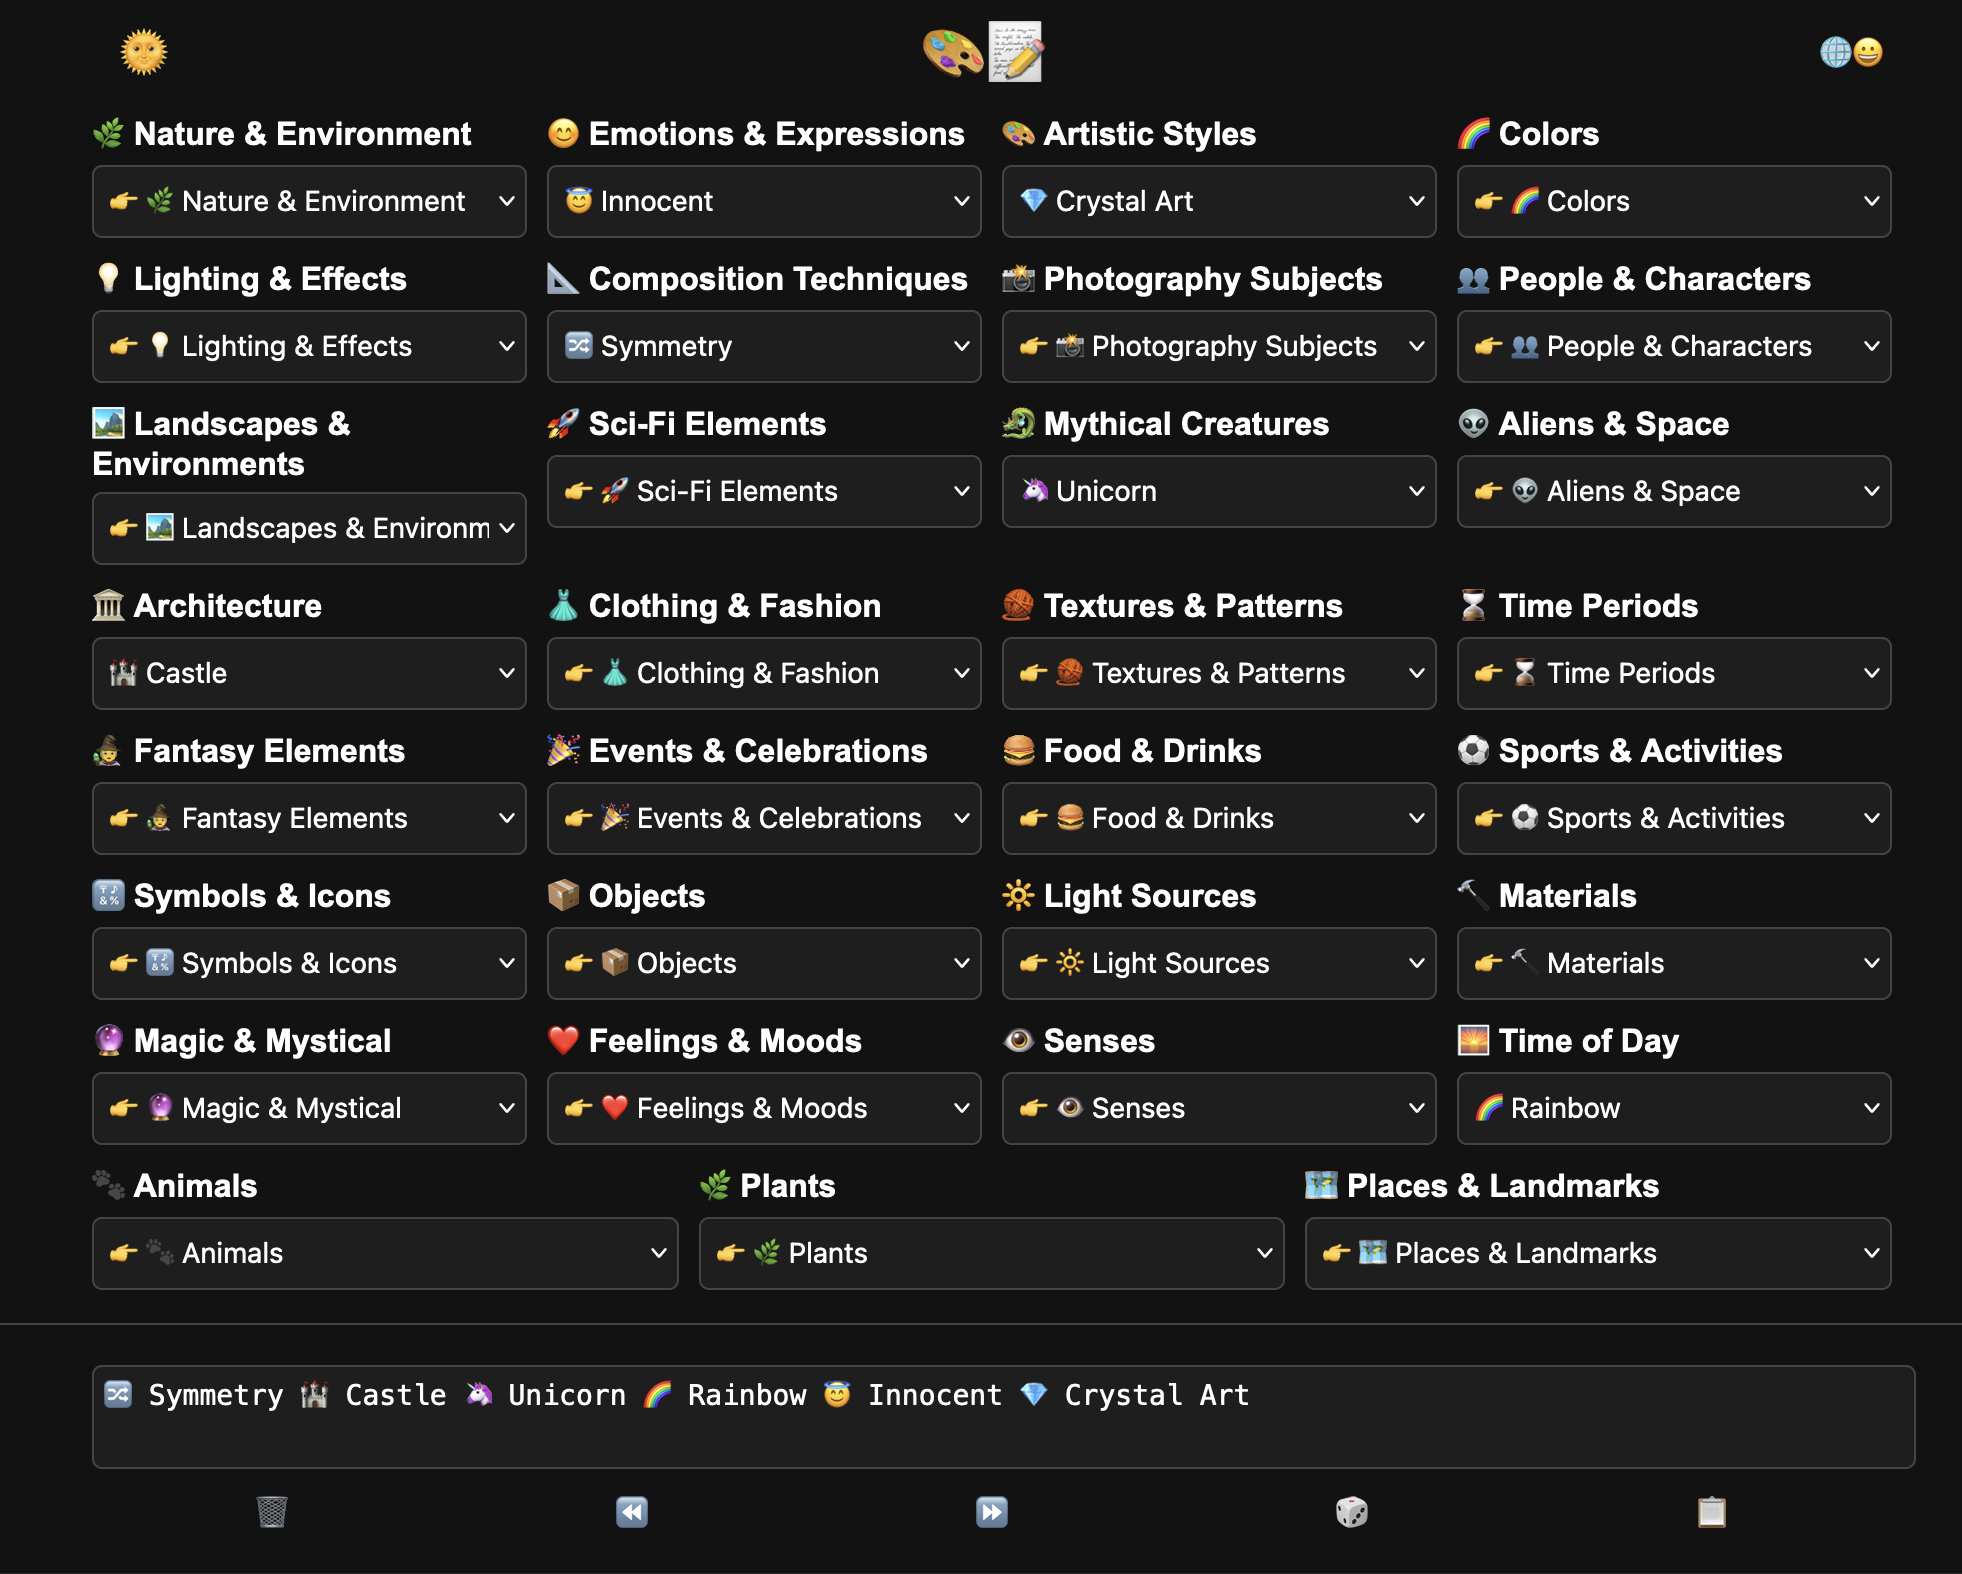 Nature & Environment
Emotions & Expressions
Artistic Styles
Colors
Nature & Environment
Innocent
Crystal Art
Colors
Lighting & Effects
Composition Techniques
Photography Subjects
People & Characters
Lighting & Effects
Symmetry
Photography Subjects
People & Characters
Landscapes &
Environments
Sci-Fi Elements
Mythical Creatures
Aliens & Space
Landscapes & Environm
Sci-Fi Elements
Unicorn
Aliens & Space
Architecture
Clothing & Fashion
Textures & Patterns
Time Periods
Castle
Clothing & Fashion
Textures & Patterns
Time Periods
Fantasy Elements
Events & Celebrations
Food & Drinks
Sports & Activities
Fantasy Elements
Events & Celebrations
Food & Drinks
Sports & Activities
Symbols & Icons
Objects
Light Sources
Materials
Symbols & Icons
Objects
Light Sources
Materials
Magic & Mystical
Feelings & Moods
Senses
Time of Day
Magic & Mystical
Feelings & Moods
Senses
Rainbow
Animals
Plants
Places & Landmarks
Animals
Plants
Places & Landmarks
Symmetry Castle Unicorn Rainbow Innocent Crystal Art